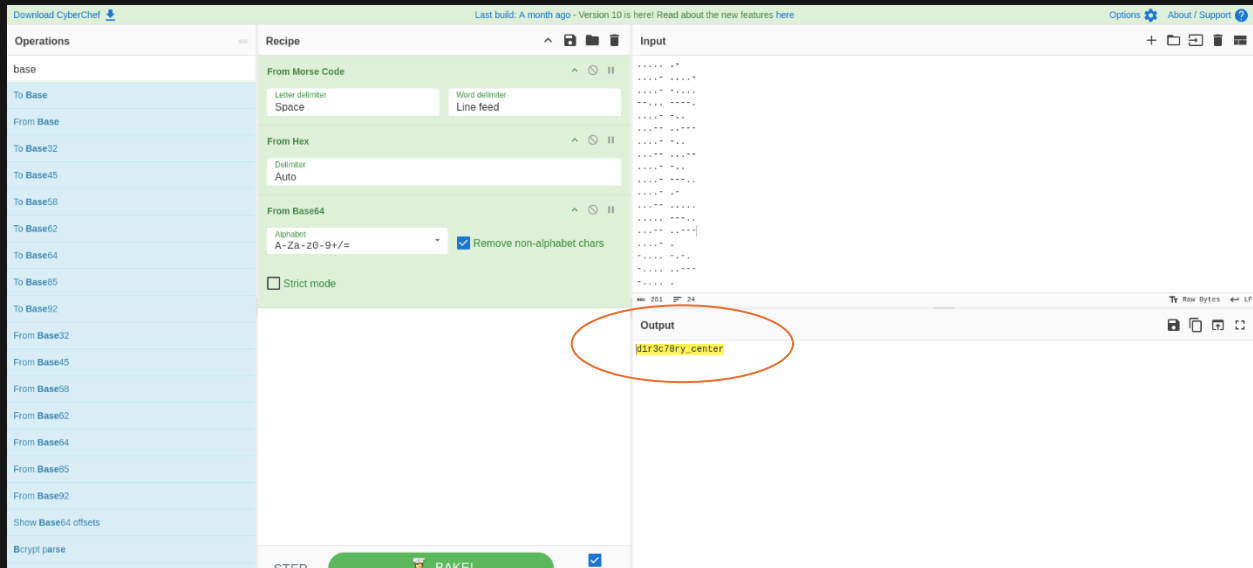 Download CyberChef
Last build: A month ago - Version 10 is here! Read about the new features here
Options
About / Support
Operations
base
To Base
From Base
To Base32
To Base45
To Base58
To Base62
To Base64
To Base85
To Base92
From Base32
From Base45
From Base58
From Base62
From Base64
From Base85
From Base92
Show Base64 offsets
Bcrypt parse
Recipe
From Morse Code
Letter delimiter
Space
Word delimiter
Line feed
From Hex
Delimiter
Auto
From Base64
Alphabet
A-Za-z0-9+/=
Remove non-alphabet chars
Strict mode
STEP
BAKE!
Input
..... .-
....- ....-
....- -....
--... ----.
....- -..
...-- ..---
....- -..
...-- ...--
....- -..
....- ---..
....- .-
...-- .....
..... ---..
...-- ..---
....- .
-.... -.-.
-.... ..---
-.... .
261
24
Raw Bytes
LF
Output
d1r3c70ry_center